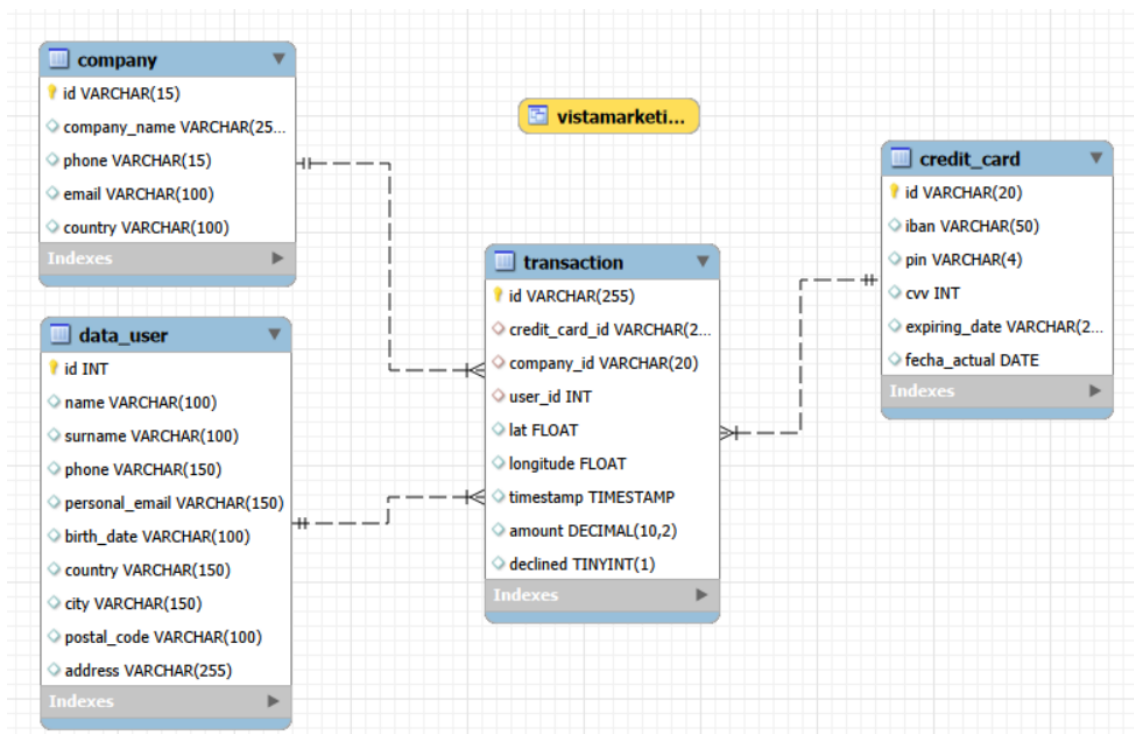 company
id VARCHAR(15)
company_name VARCHAR(25...
phone VARCHAR(15)
email VARCHAR(100)
country VARCHAR(100)
Indexes
data_user
id INT
name VARCHAR(100)
surname VARCHAR(100)
phone VARCHAR(150)
personal_email VARCHAR(150)
birth_date VARCHAR(100)
country VARCHAR(150)
city VARCHAR(150)
postal_code VARCHAR(100)
address VARCHAR(255)
Indexes
vistamarketi...
transaction
id VARCHAR(255)
credit_card_id VARCHAR(2...
company_id VARCHAR(20)
user_id INT
lat FLOAT
longitude FLOAT
timestamp TIMESTAMP
amount DECIMAL(10,2)
declined TINYINT(1)
Indexes
credit_card
id VARCHAR(20)
iban VARCHAR(50)
pin VARCHAR(4)
cvv INT
expiring_date VARCHAR(2...
fecha_actual DATE
Indexes